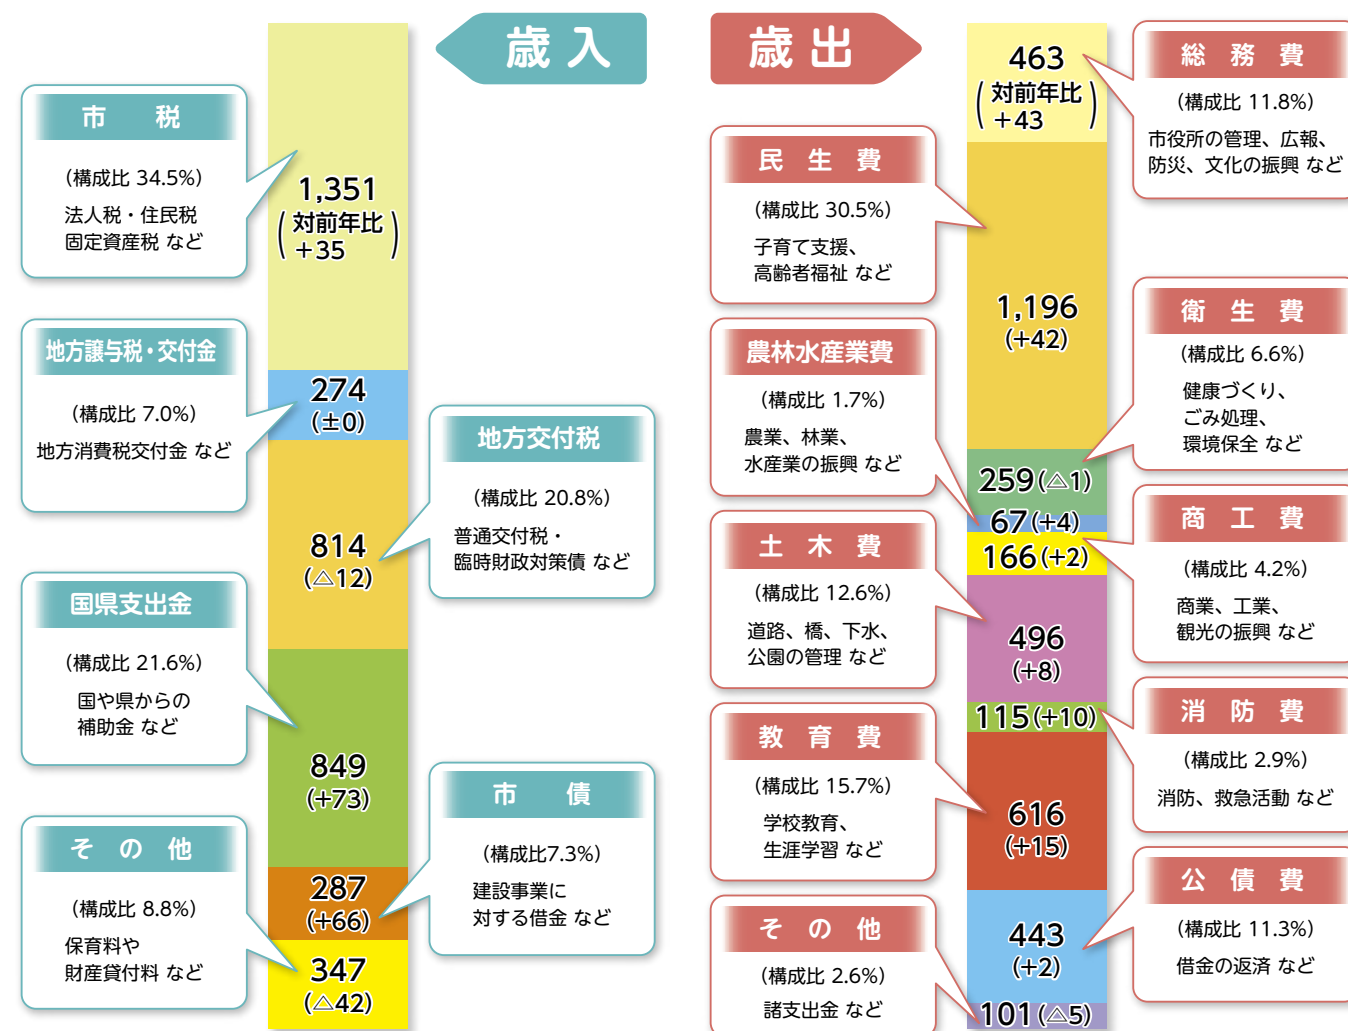 歳入
市　税
（構成比 34.5%）
法人税・住民税
固定資産税 など
1,351
（対前年比
+35）
地方譲与税・交付金
（構成比 7.0%）
地方消費税交付金 など
274
(±0)
地方交付税
（構成比 20.8%）
普通交付税・
臨時財政対策債 など
814
(△12)
国県支出金
（構成比 21.6%）
国や県からの
補助金 など
849
(+73)
市　債
（構成比7.3%）
建設事業に
対する借金 など
287
(+66)
その他
（構成比 8.8%）
保育料や
財産貸付料 など
347
(△42)
歳出
463
（対前年比
+43）
総務費
（構成比 11.8%）
市役所の管理、広報、
防災、文化の振興 など
民生費
（構成比 30.5%）
子育て支援、
高齢者福祉 など
1,196
(+42)
衛生費
（構成比 6.6%）
健康づくり、
ごみ処理、
環境保全 など
259(△1)
農林水産業費
（構成比 1.7%）
農業、林業、
水産業の振興 など
67(+4)
商工費
（構成比 4.2%）
商業、工業、
観光の振興 など
166(+2)
土木費
（構成比 12.6%）
道路、橋、下水、
公園の管理 など
496
(+8)
消防費
（構成比 2.9%）
消防、救急活動 など
115(+10)
教育費
（構成比 15.7%）
学校教育、
生涯学習 など
616
(+15)
公債費
（構成比 11.3%）
借金の返済 など
443
(+2)
その他
（構成比 2.6%）
諸支出金 など
101(△5)